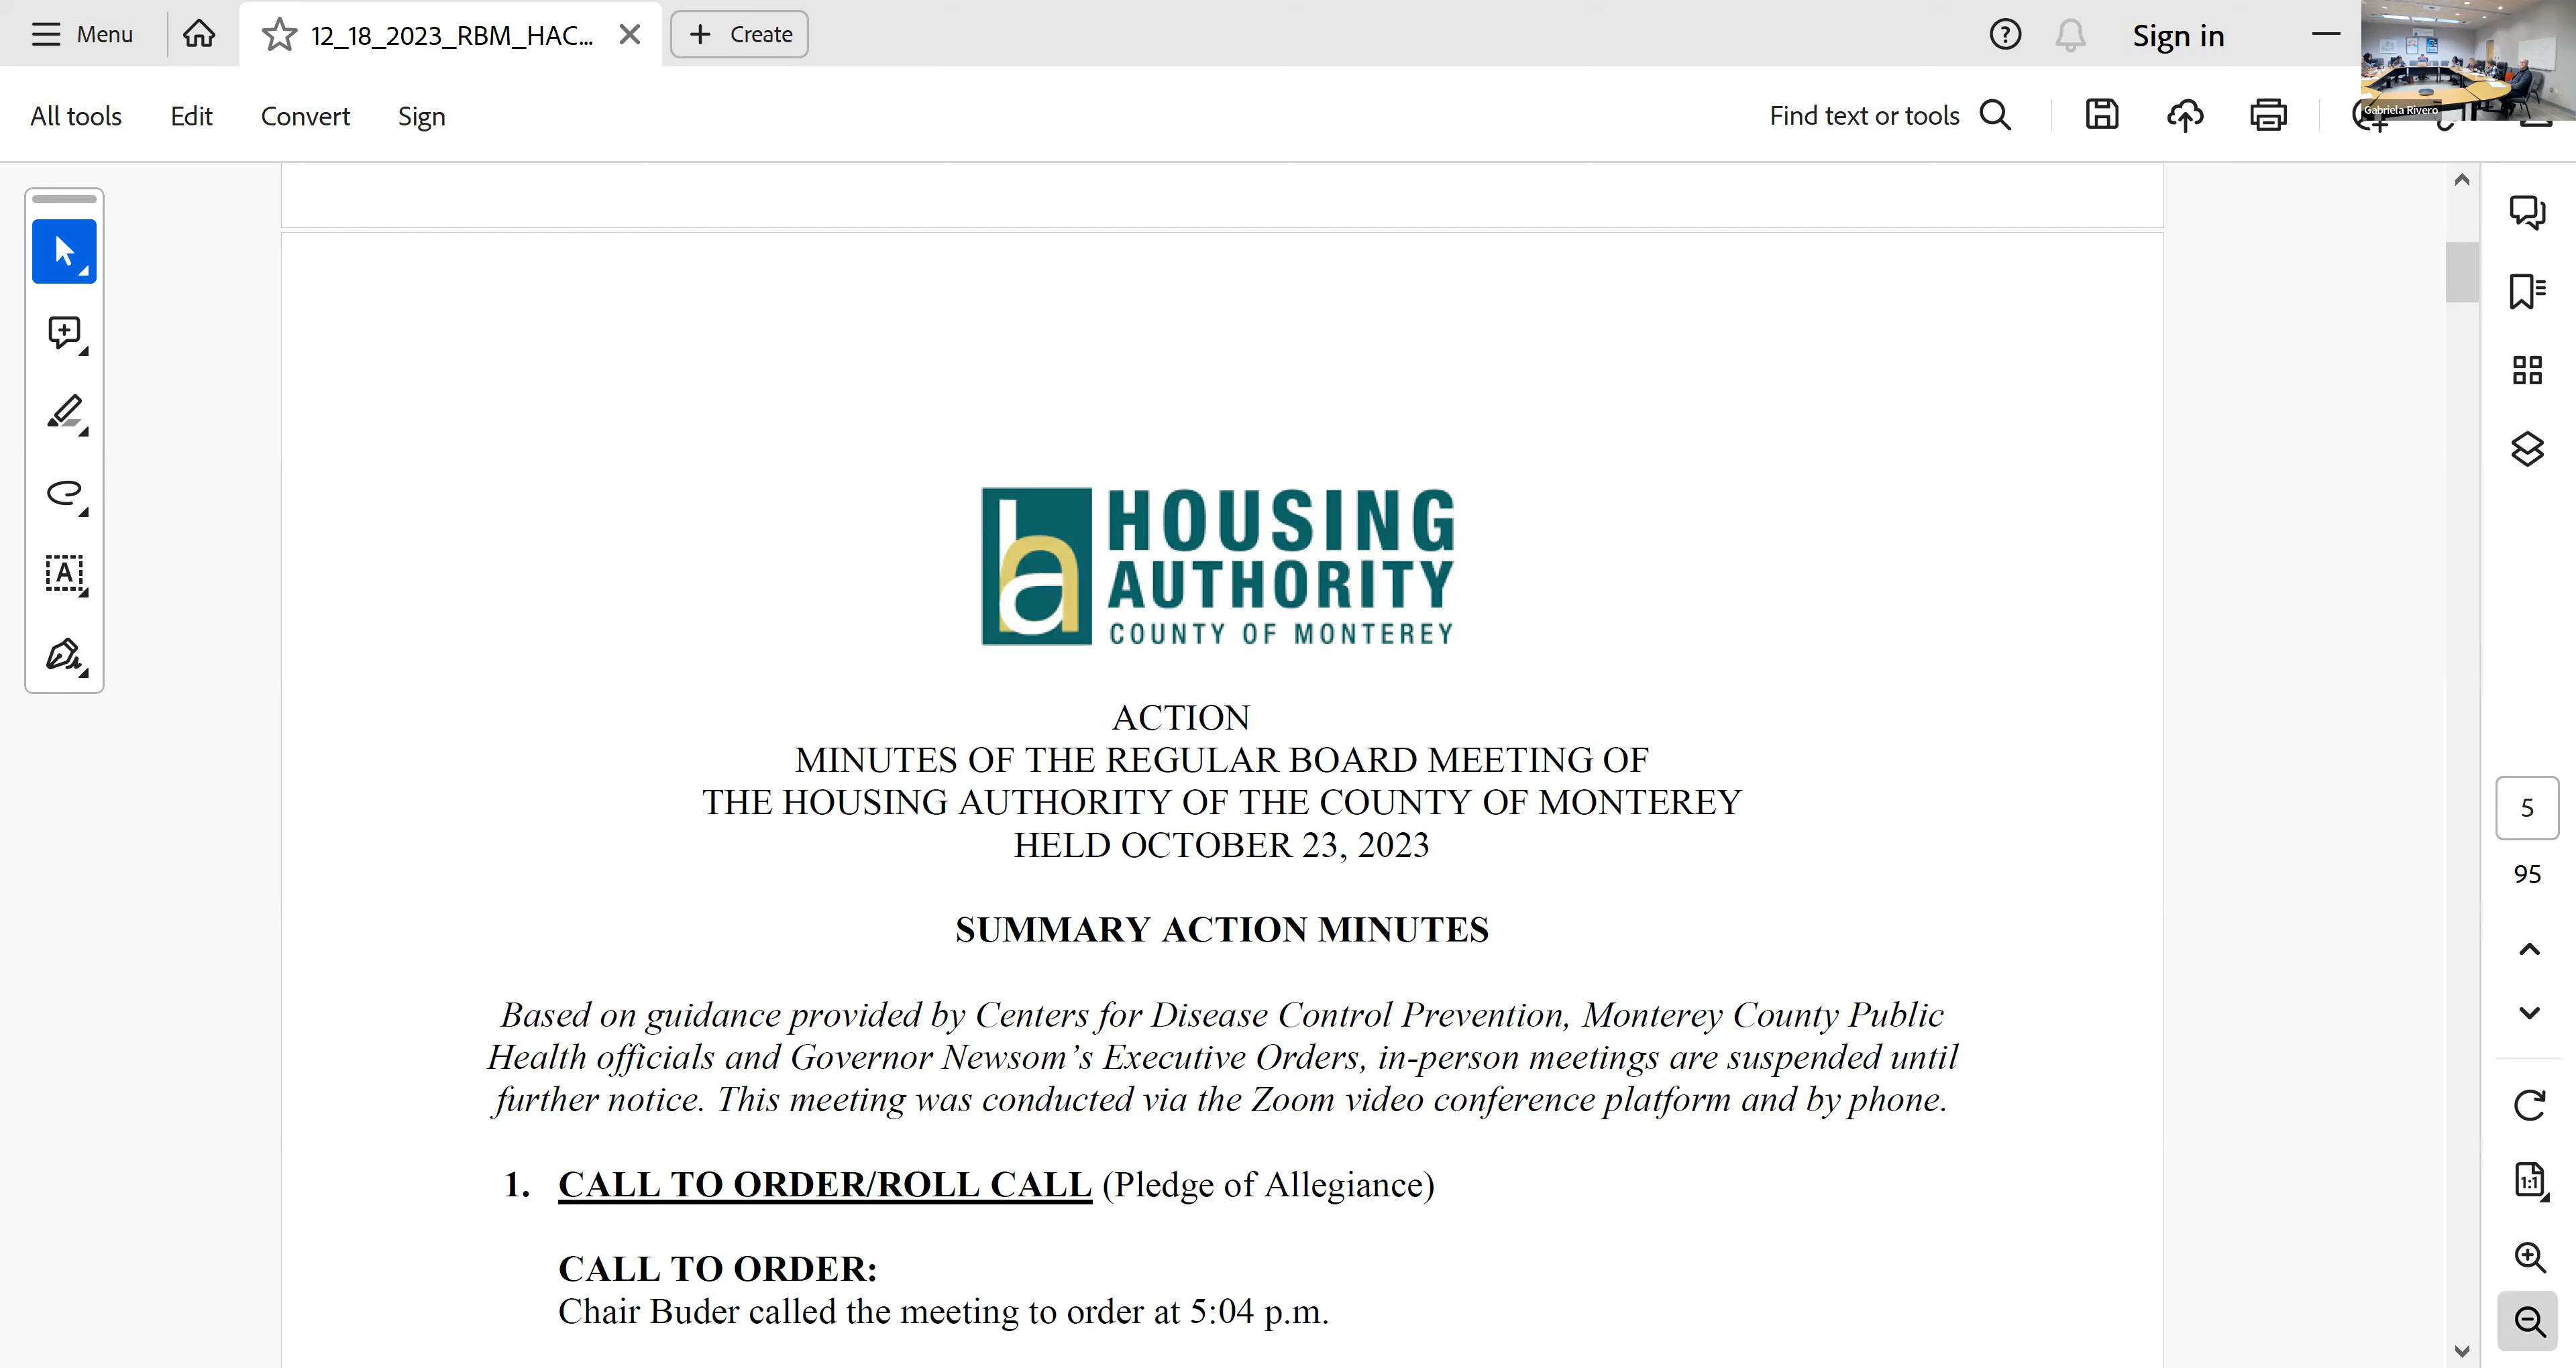 Menu
12_18_2023_RBM_HAC...
Create
Sign in
Gabriela Rivero
All tools
Edit
Convert
Sign
Find text or tools
ha
HOUSING
AUTHORITY
COUNTY OF MONTEREY
ACTION
MINUTES OF THE REGULAR BOARD MEETING OF
THE HOUSING AUTHORITY OF THE COUNTY OF MONTEREY
HELD OCTOBER 23, 2023
SUMMARY ACTION MINUTES
Based on guidance provided by Centers for Disease Control Prevention, Monterey County Public
Health officials and Governor Newsom's Executive Orders, in-person meetings are suspended until
further notice. This meeting was conducted via the Zoom video conference platform and by phone.
1. CALL TO ORDER/ROLL CALL (Pledge of Allegiance)
CALL TO ORDER:
Chair Buder called the meeting to order at 5:04 p.m.
5
95
1:1